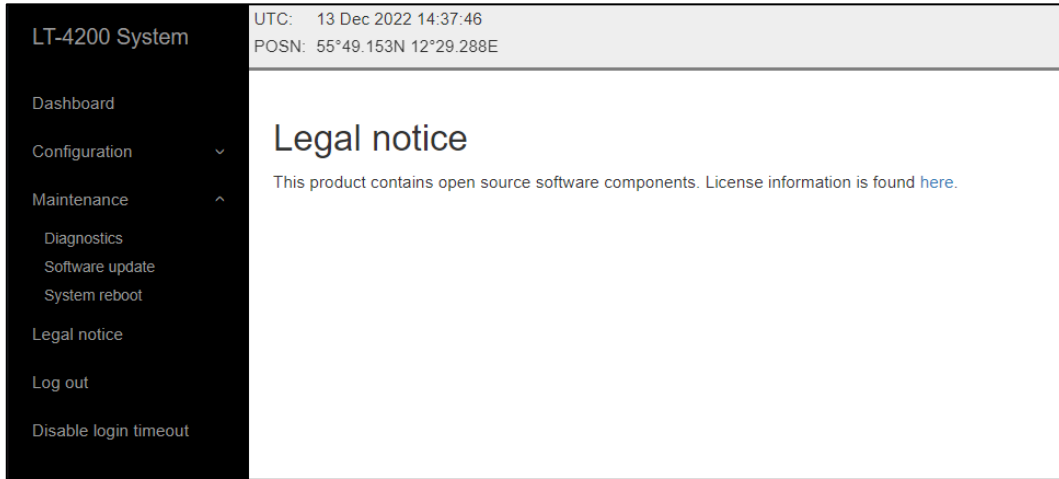 LT-4200 System
UTC: 13 Dec 2022 14:37:46
POSN: 55°49.153N 12°29.288E
Dashboard
Configuration
Maintenance
Diagnostics
Software update
System reboot
Legal notice
Log out
Disable login timeout
Legal notice
This product contains open source software components. License information is found here.